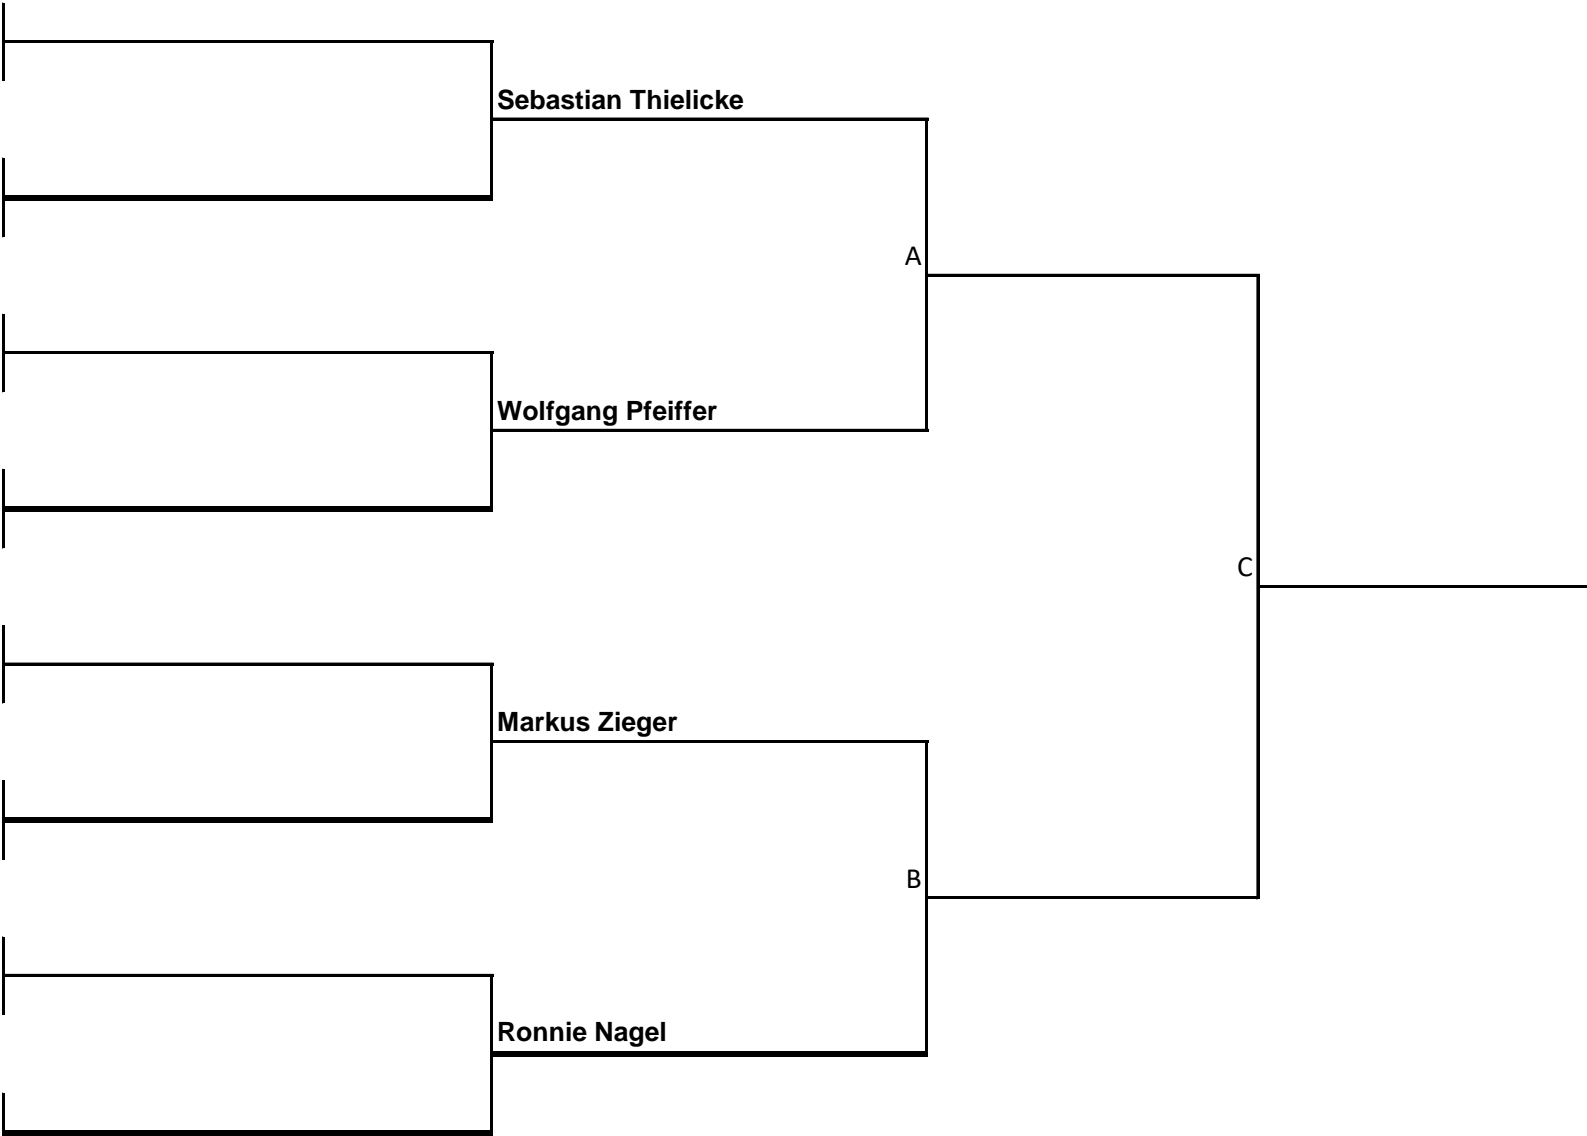 Sebastian Thielicke
A
Wolfgang Pfeiffer
C
Markus Zieger
B
Ronnie Nagel